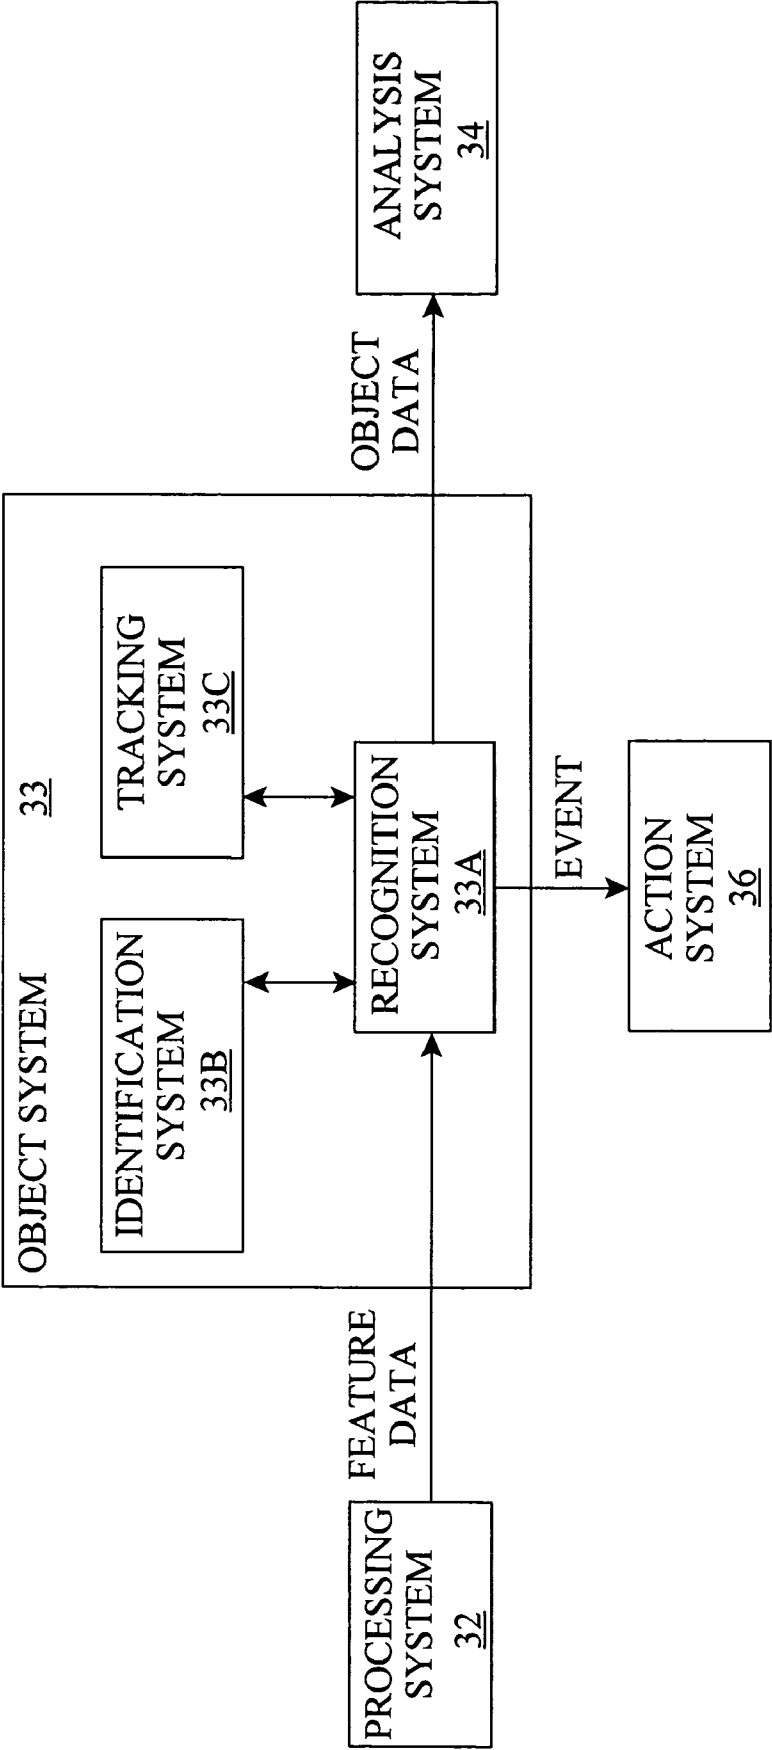 OBJECT SYSTEM
33
IDENTIFICATION
SYSTEM
33B
TRACKING
SYSTEM
33C
PROCESSING
SYSTEM
32
FEATURE
DATA
RECOGNITION
SYSTEM
33A
OBJECT
DATA
ANALYSIS
SYSTEM
34
EVENT
ACTION
SYSTEM
36